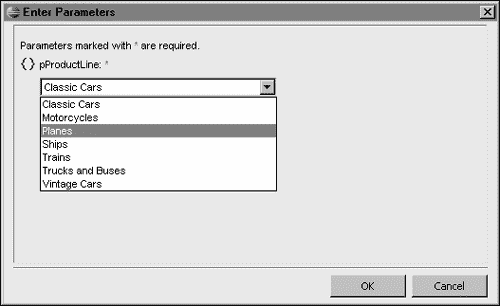 Enter Parameters
Parameters marked with * are required.
{} pProductLine: *
Classic Cars
Classic Cars
Motorcycles
Planes
Ships
Trains
Trucks and Buses
Vintage Cars
OK Cancel